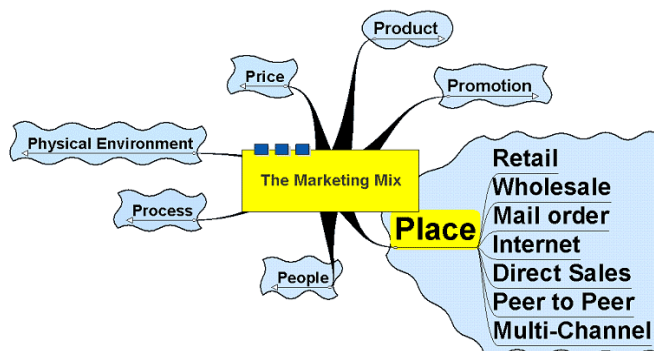 Product
Price
Promotion
Physical Environment
The Marketing Mix
Process
People
Place
Retail
Wholesale
Mail order
Internet
Direct Sales
Peer to Peer
Multi-Channel